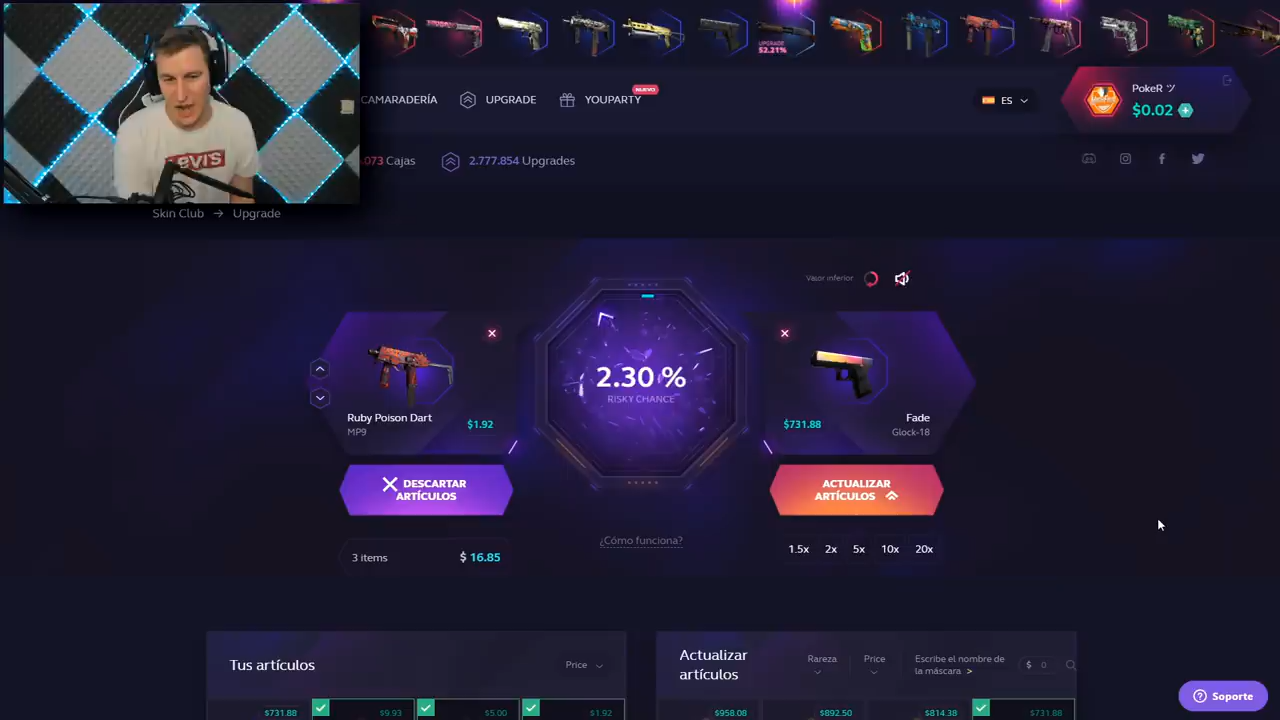 UPGRADE
52.21%
LEVI'S
CAMARADERÍA
UPGRADE
YOUPARTY
NUEVO
ES
PokeR ツ
$0.02
073 Cajas
2.777.854 Upgrades
Skin Club → Upgrade
Valor inferior
Ruby Poison Dart
MP9
$1.92
2.30 %
RISKY CHANCE
$731.88
Fade
Glock-18
DESCARTAR
ARTÍCULOS
ACTUALIZAR
ARTÍCULOS
¿Cómo funciona?
3 items
$ 16.85
1.5x 2x 5x 10x 20x
Tus artículos
Price
Actualizar
artículos
Rareza
Price
Escribe el nombre de
la máscara >
$ 0
$731.88
$9.93
$5.00
$1.92
$958.08
$892.50
$814.38
$731.88
Soporte